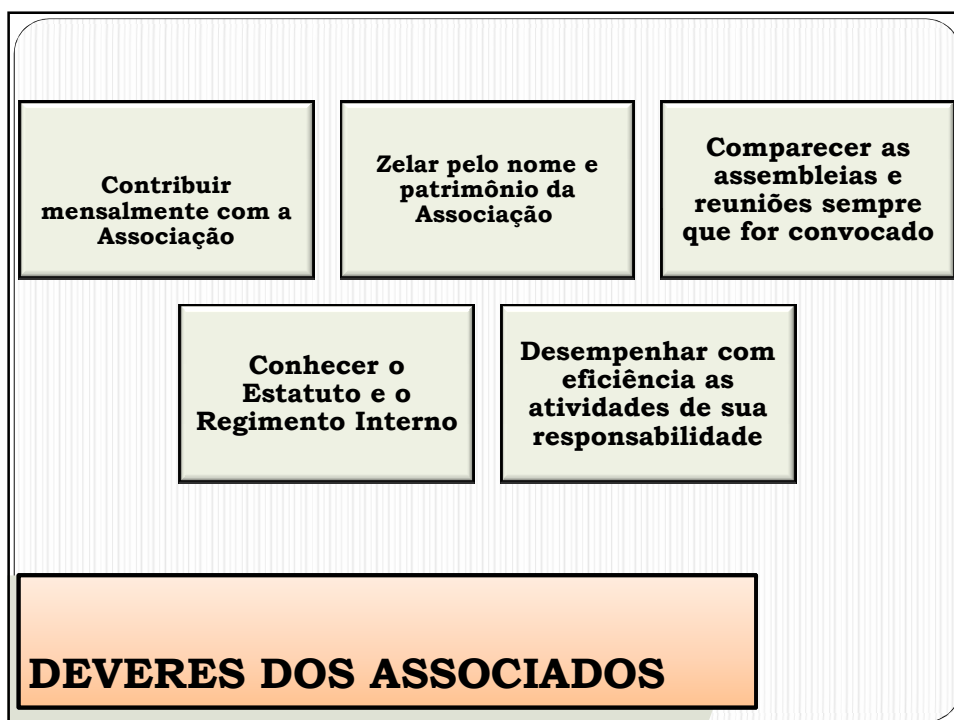 Contribuir
mensalmente com a
Associação
Zelar pelo nome e
patrimônio da
Associação
Comparecer as
assembleias e
reuniões sempre
que for convocado
Conhecer o
Estatuto e o
Regimento Interno
Desempenhar com
eficiência as
atividades de sua
responsabilidade
DEVERES DOS ASSOCIADOS